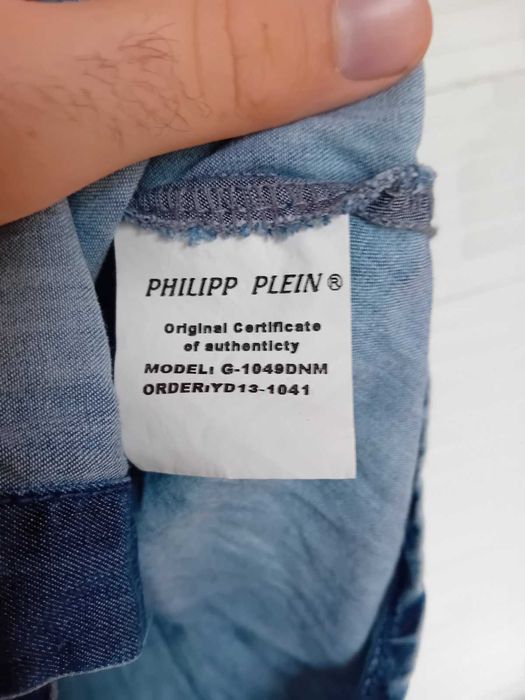 PHILIPP PLEIN®
Original Certificate
of authenticty
MODEL: G-1049DNM
ORDER:YD13-1041